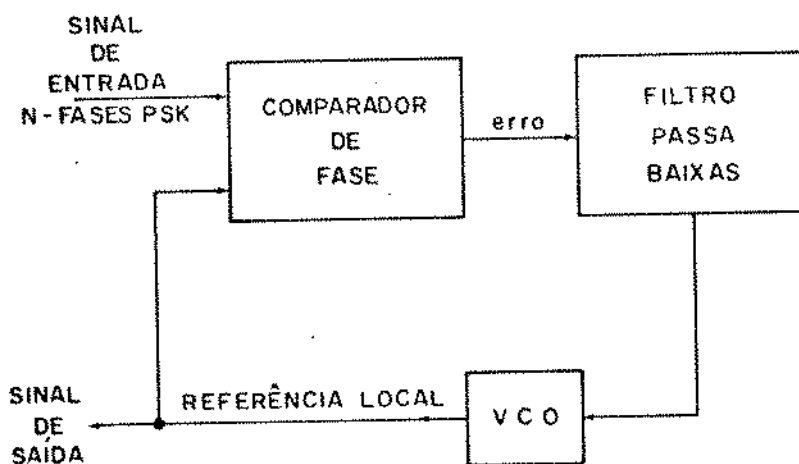 SINAL
DE
ENTRADA
N-FASES PSK
COMPARADOR
DE
FASE
erro
FILTRO
PASSA
BAIXAS
SINAL
DE
SAÍDA
REFERÊNCIA LOCAL
VCO